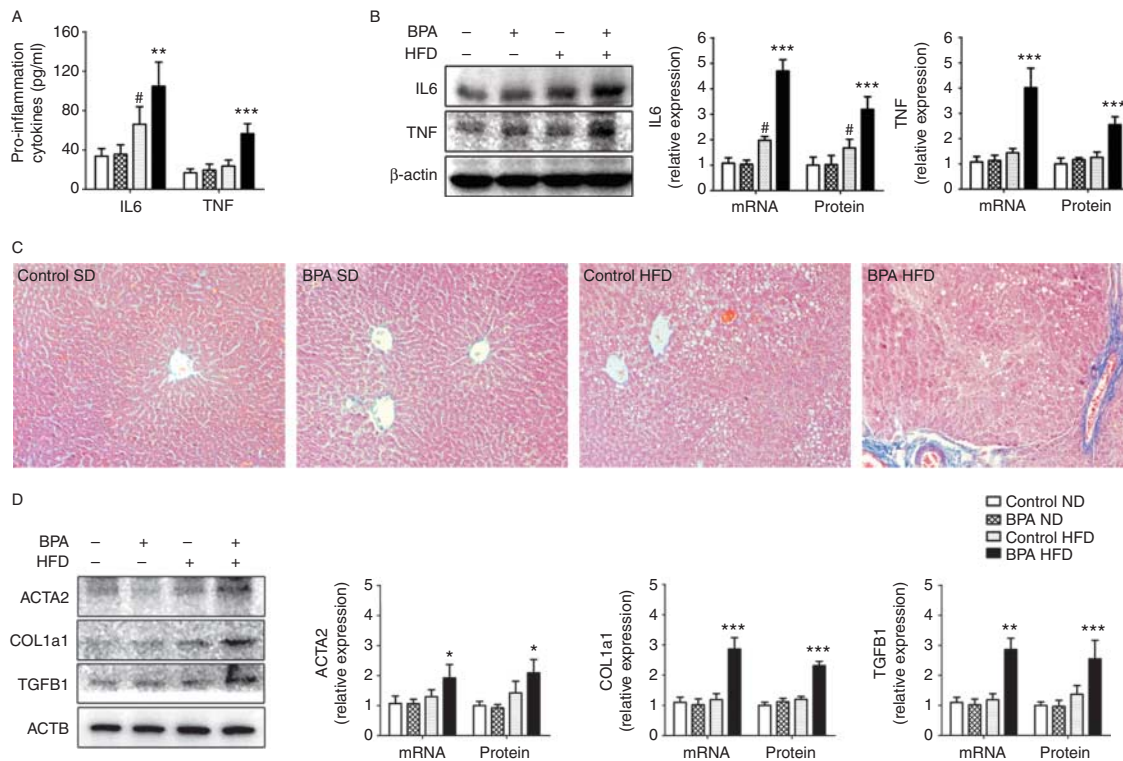 A
Pro-inflammation
cytokines (pg/ml)
160
120
80
40
0
#
**
***
IL6
TNF
B
BPA – + – +
HFD – – + +
IL6
TNF
β-actin
IL6
(relative expression)
6
5
4
3
2
1
0
#
***
#
***
mRNA
Protein
TNF
(relative expression)
6
5
4
3
2
1
0
***
***
mRNA
Protein
C
Control SD
BPA SD
Control HFD
BPA HFD
D
BPA – + – +
HFD – – + +
ACTA2
COL1a1
TGFB1
ACTB
Control ND
BPA ND
Control HFD
BPA HFD
ACTA2
(relative expression)
5
4
3
2
1
0
*
*
mRNA
Protein
COL1a1
(relative expression)
5
4
3
2
1
0
***
***
mRNA
Protein
TGFB1
(relative expression)
5
4
3
2
1
0
**
***
mRNA
Protein